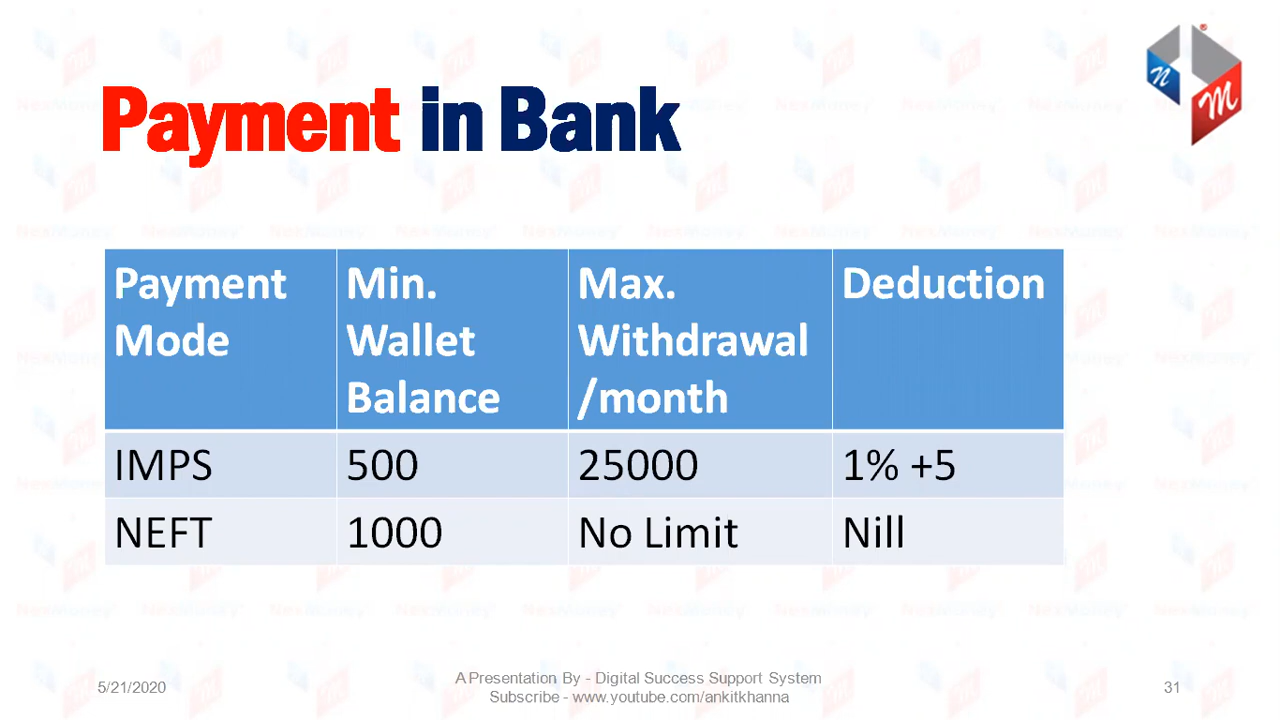 Payment in Bank
Payment Mode
Min. Wallet Balance
Max. Withdrawal /month
Deduction
IMPS 500 25000 1% +5
NEFT 1000 No Limit Nill
5/21/2020
A Presentation By - Digital Success Support System
Subscribe - www.youtube.com/ankitkhanna
31